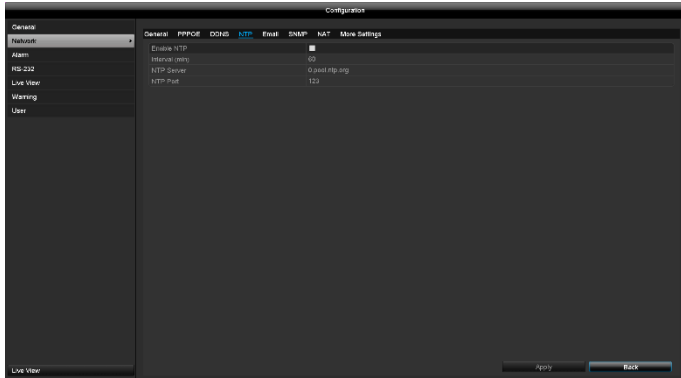 Configuration
General
Network
Alarm
RS-232
Live View
Warning
User
Live View
General PPPOE DDNS NTP Email SNMP NAT More Settings
Enable NTP
Interval (min) 60
NTP Server 0.pool.ntp.org
NTP Port 123
Apply Back